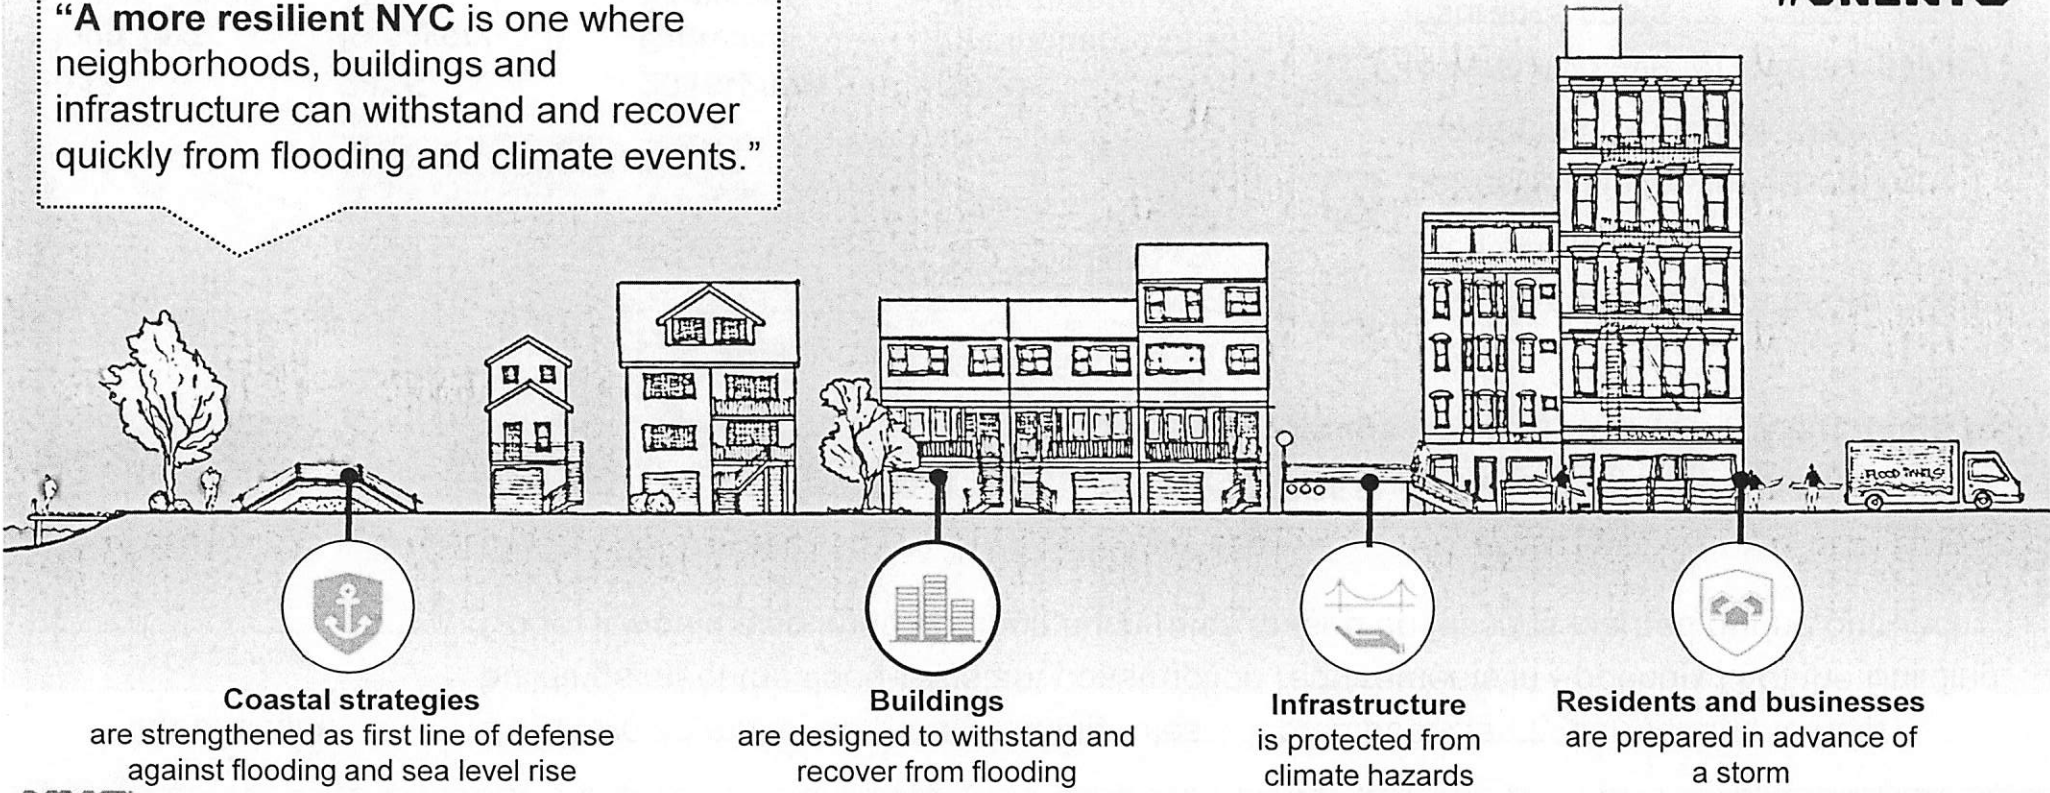 “A more resilient NYC is one where
neighborhoods, buildings and
infrastructure can withstand and recover
quickly from flooding and climate events.”
FLOOD PANELS
Coastal strategies
are strengthened as first line of defense
against flooding and sea level rise
Buildings
are designed to withstand and
recover from flooding
Infrastructure
is protected from
climate hazards
Residents and businesses
are prepared in advance of
a storm